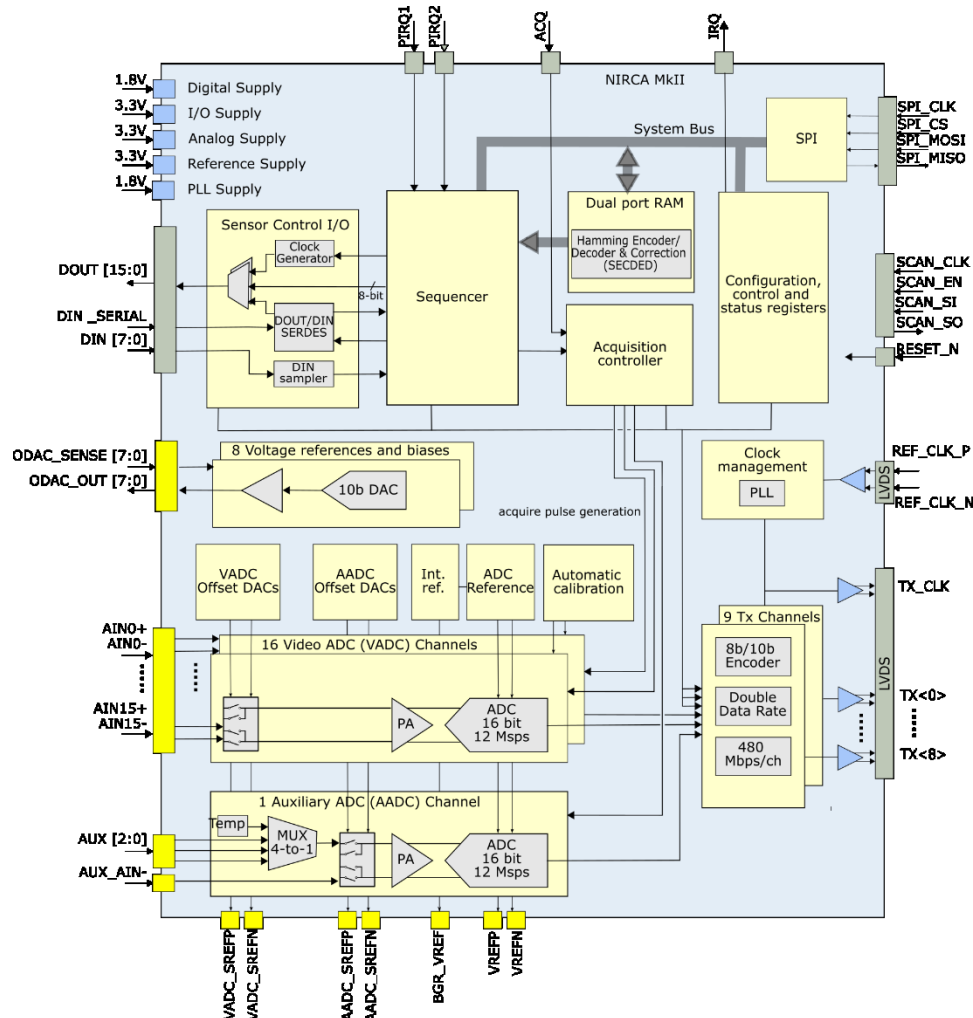 PIRQ1
PIRQ2
ACQ
IRQ
NIRCA MkII
1.8V
Digital Supply
3.3V
I/O Supply
3.3V
Analog Supply
3.3V
Reference Supply
1.8V
PLL Supply
System Bus
SPI
SPI_CLK
SPI_CS
SPI_MOSI
SPI_MISO
Sensor Control I/O
Clock
Generator
8-bit
DOUT/DIN
SERDES
DIN
sampler
DOUT [15:0]
DIN _SERIAL
DIN [7:0]
Sequencer
Dual port RAM
Hamming Encoder/
Decoder & Correction
(SECDED)
Acquisition
controller
Configuration,
control and
status registers
SCAN_CLK
SCAN_EN
SCAN_SI
SCAN_SO
RESET_N
ODAC_SENSE [7:0]
ODAC_OUT [7:0]
8 Voltage references and biases
10b DAC
acquire pulse generation
Clock
management
PLL
LVDS
REF_CLK_P
REF_CLK_N
VADC
Offset DACs
AADC
Offset DACs
Int.
ref.
ADC
Reference
Automatic
calibration
TX_CLK
AIN0+
AIN0-
AIN15+
AIN15-
16 Video ADC (VADC) Channels
PA
ADC
16 bit
12 Msps
9 Tx Channels
8b/10b
Encoder
Double
Data Rate
480
Mbps/ch
LVDS
TX<0>
TX<8>
1 Auxiliary ADC (AADC) Channel
Temp
MUX
4-to-1
PA
ADC
16 bit
12 Msps
AUX [2:0]
AUX_AIN-
VADC_SREFP
VADC_SREFN
AADC_SREFP
AADC_SREFN
BGR_VREF
VREFP
VREFN